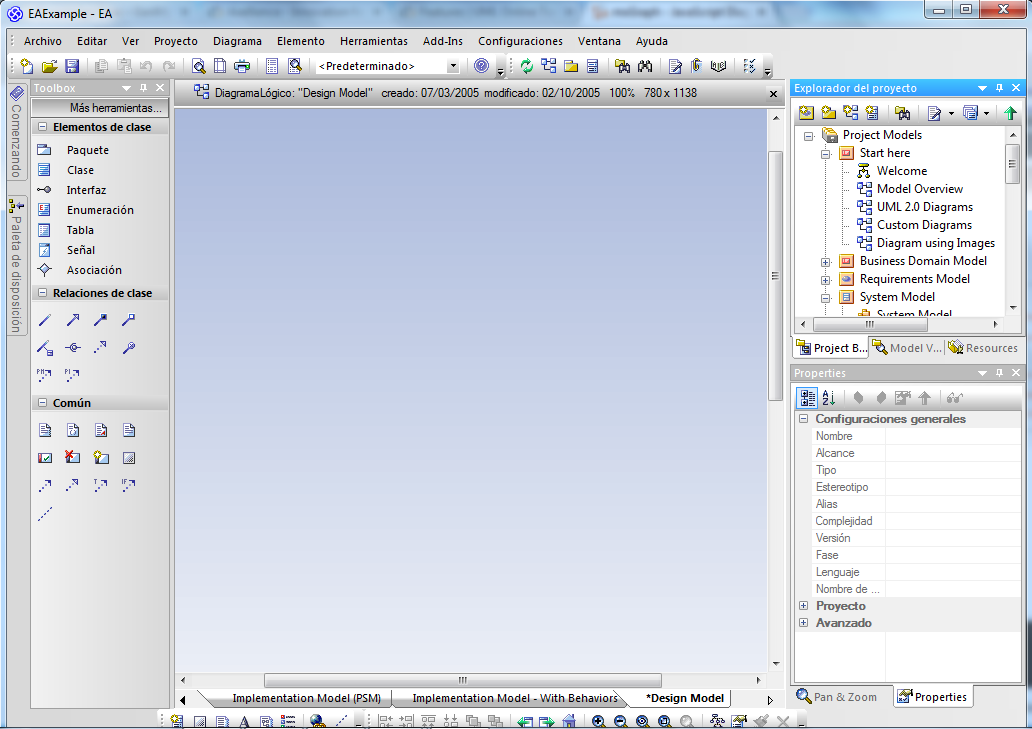 EAExample - EA
Archivo Editar Ver Proyecto Diagrama Elemento Herramientas Add-Ins Configuraciones Ventana Ayuda
<Predeterminado>
Comenzando
Paleta de disposición
Toolbox
Más herramientas...
Elementos de clase
Paquete
Clase
Interfaz
Enumeración
Tabla
Señal
Asociación
Relaciones de clase
Común
DiagramaLógico: "Design Model" creado: 07/03/2005 modificado: 02/10/2005 100% 780 x 1138
Implementation Model (PSM)
Implementation Model - With Behaviors
*Design Model
Explorador del proyecto
Project Models
Start here
Welcome
Model Overview
UML 2.0 Diagrams
Custom Diagrams
Diagram using Images
Business Domain Model
Requirements Model
System Model
System Model
Project B... Model V... Resources
Properties
Configuraciones generales
Nombre
Alcance
Tipo
Estereotipo
Alias
Complejidad
Versión
Fase
Lenguaje
Nombre de ...
Proyecto
Avanzado
Pan & Zoom Properties